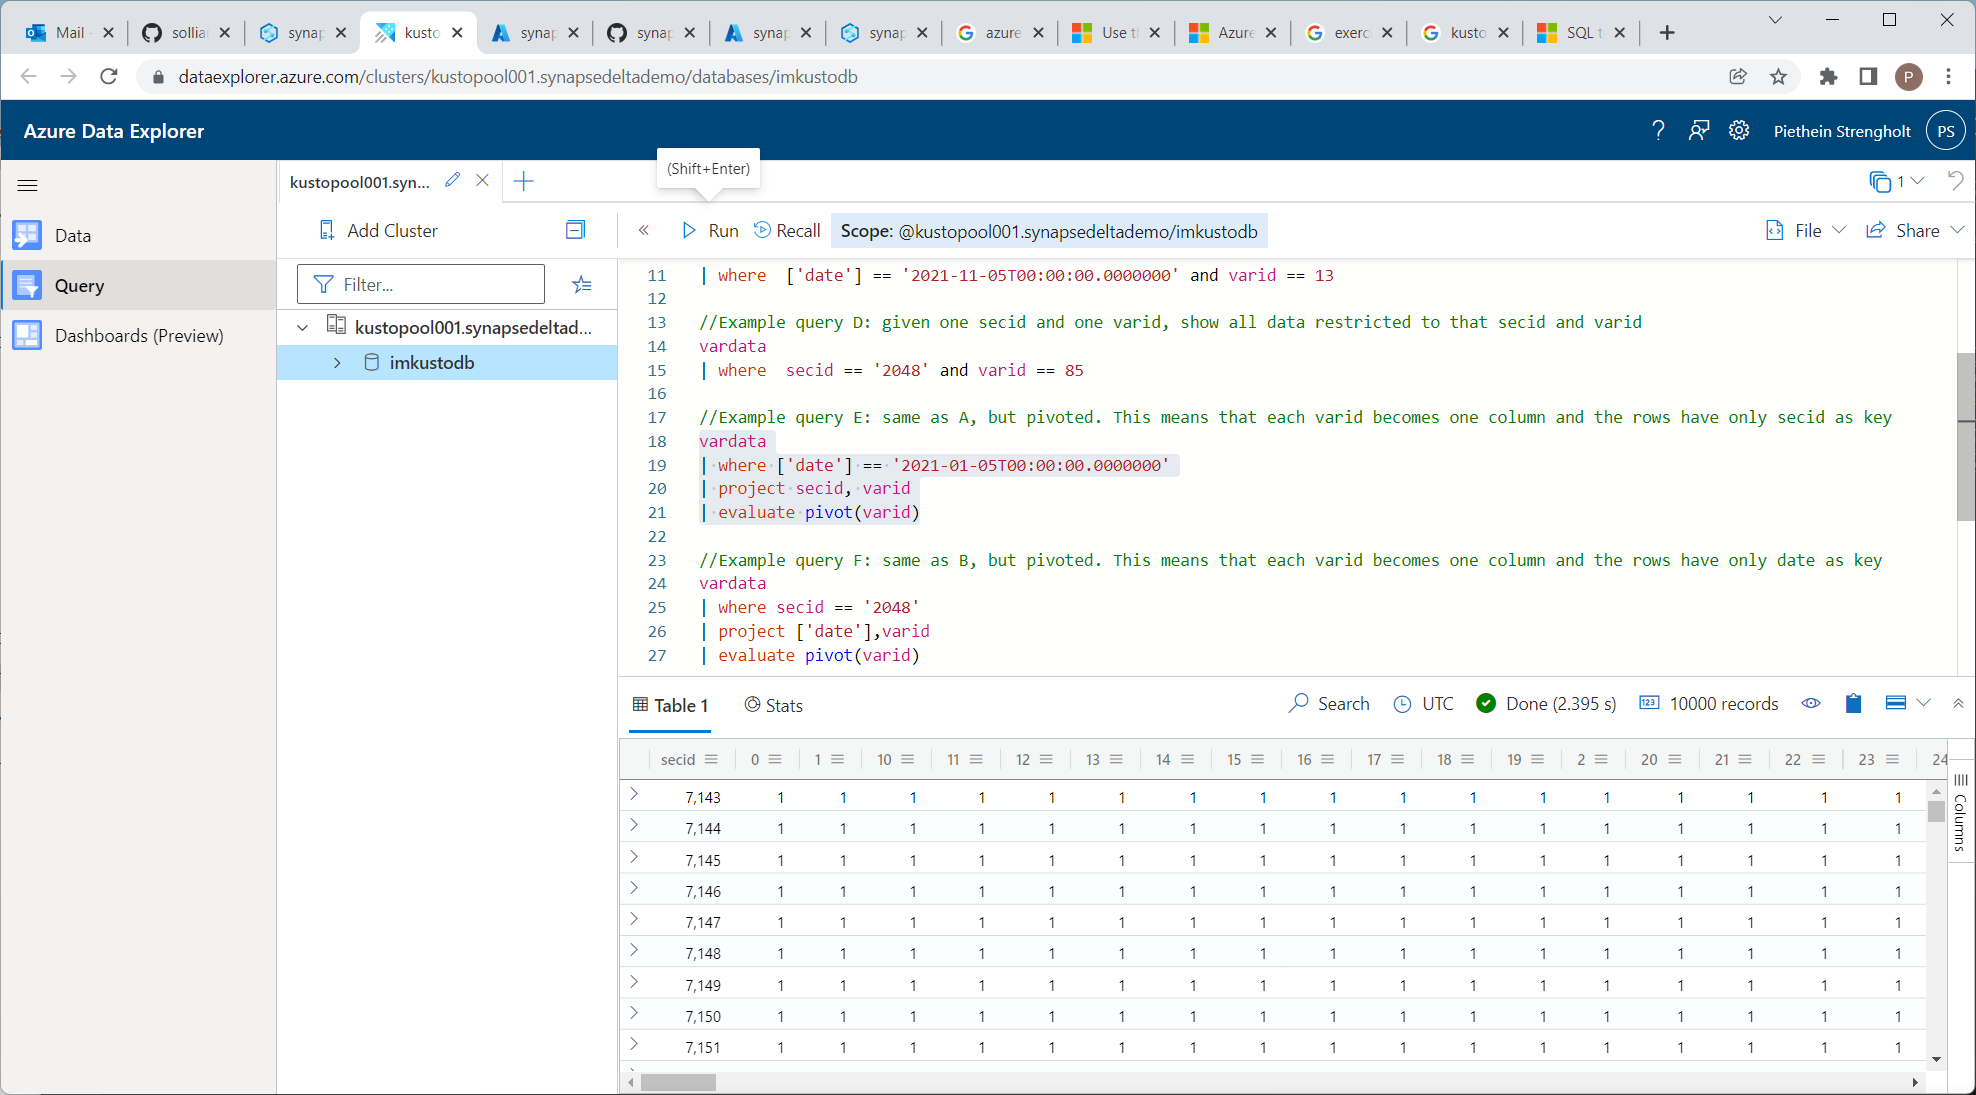 Mail
sollia
synap
kusto
synap
synap
synap
synap
azure
Use t
Azure
exerc
kusto
SQL t
dataexplorer.azure.com/clusters/kustopool001.synapsedeltademo/databases/imkustodb
P
Azure Data Explorer
Piethein Strengholt
PS
(Shift+Enter)
kustopool001.syn...
1
Data
Query
Dashboards (Preview)
Add Cluster
Filter...
kustopool001.synapsedeltad...
imkustodb
Run
Recall
Scope: @kustopool001.synapsedeltademo/imkustodb
File
Share
11 | where  ['date'] == '2021-11-05T00:00:00.0000000' and varid == 13
12
13 //Example query D: given one secid and one varid, show all data restricted to that secid and varid
14 vardata
15 | where  secid == '2048' and varid == 85
16
17 //Example query E: same as A, but pivoted. This means that each varid becomes one column and the rows have only secid as key
18 vardata
19 | where ['date'] == '2021-01-05T00:00:00.0000000'
20 | project secid, varid
21 | evaluate pivot(varid)
22
23 //Example query F: same as B, but pivoted. This means that each varid becomes one column and the rows have only date as key
24 vardata
25 | where secid == '2048'
26 | project ['date'],varid
27 | evaluate pivot(varid)
Table 1
Stats
Search
UTC
Done (2.395 s)
123
10000 records
secid 0 1 10 11 12 13 14 15 16 17 18 19 2 20 21 22 23 24
7,143 1 1 1 1 1 1 1 1 1 1 1 1 1 1 1 1 1
7,144 1 1 1 1 1 1 1 1 1 1 1 1 1 1 1 1 1
7,145 1 1 1 1 1 1 1 1 1 1 1 1 1 1 1 1 1
7,146 1 1 1 1 1 1 1 1 1 1 1 1 1 1 1 1 1
7,147 1 1 1 1 1 1 1 1 1 1 1 1 1 1 1 1 1
7,148 1 1 1 1 1 1 1 1 1 1 1 1 1 1 1 1 1
7,149 1 1 1 1 1 1 1 1 1 1 1 1 1 1 1 1 1
7,150 1 1 1 1 1 1 1 1 1 1 1 1 1 1 1 1 1
7,151 1 1 1 1 1 1 1 1 1 1 1 1 1 1 1 1 1
Columns